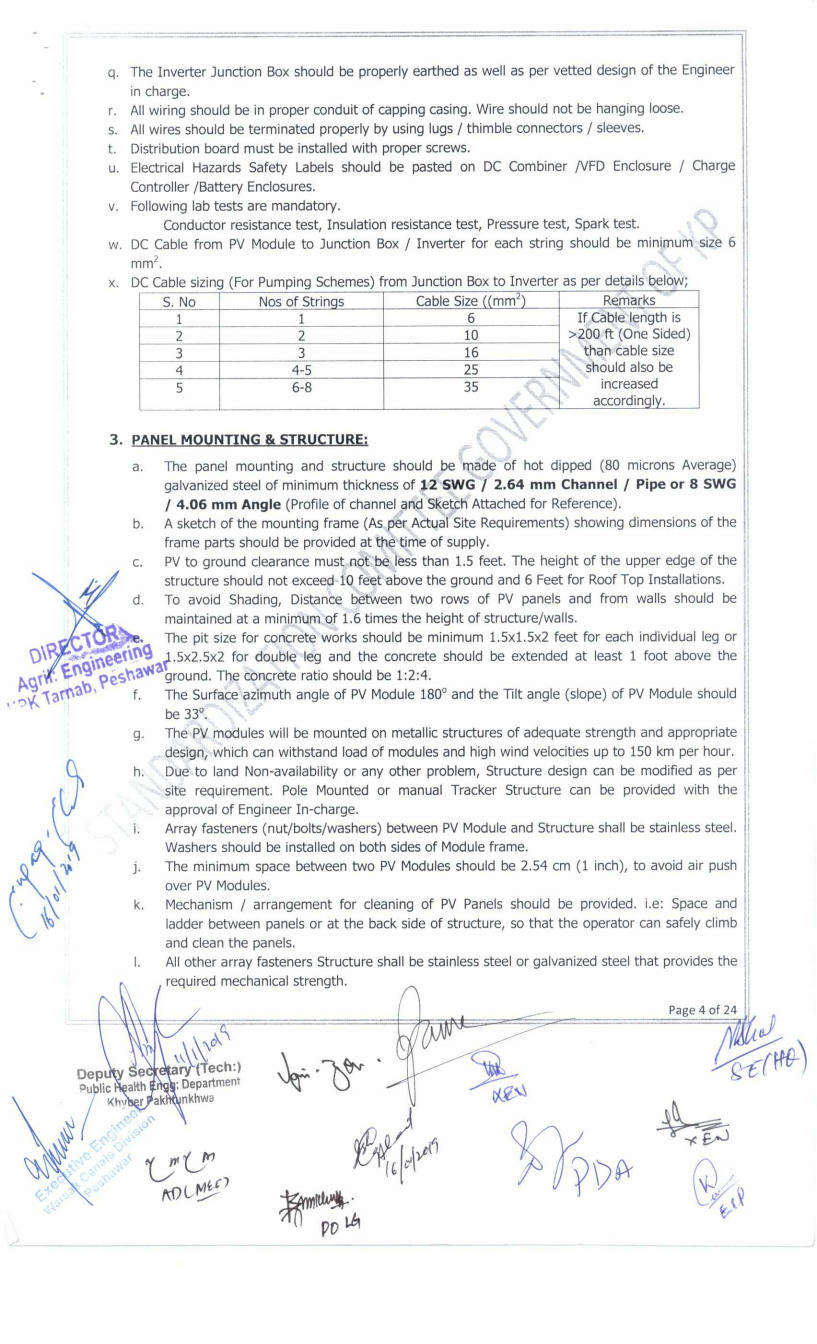 q. The Inverter Junction Box should be properly earthed as well as per vetted design of the Engineer
in charge.
r. All wiring should be in proper conduit of capping casing. Wire should not be hanging loose.
s. All wires should be terminated properly by using lugs / thimble connectors / sleeves.
t. Distribution board must be installed with proper screws.
u. Electrical Hazards Safety Labels should be pasted on DC Combiner /VFD Enclosure / Charge
Controller /Battery Enclosures.
v. Following lab tests are mandatory.
Conductor resistance test, Insulation resistance test, Pressure test, Spark test.
w. DC Cable from PV Module to Junction Box / Inverter for each string should be minimum size 6
mm².
x. DC Cable sizing (For Pumping Schemes) from Junction Box to Inverter as per details below;
S. No Nos of Strings Cable Size ((mm²) Remarks
1 1 6 If Cable length is
2 2 10 >200 ft (One Sided)
3 3 16 than cable size
4 4-5 25 should also be
5 6-8 35 increased
accordingly.
3. PANEL MOUNTING & STRUCTURE:
a. The panel mounting and structure should be made of hot dipped (80 microns Average)
galvanized steel of minimum thickness of 12 SWG / 2.64 mm Channel / Pipe or 8 SWG
/ 4.06 mm Angle (Profile of channel and Sketch Attached for Reference).
b. A sketch of the mounting frame (As per Actual Site Requirements) showing dimensions of the
frame parts should be provided at the time of supply.
c. PV to ground clearance must not be less than 1.5 feet. The height of the upper edge of the
structure should not exceed 10 feet above the ground and 6 Feet for Roof Top Installations.
d. To avoid Shading, Distance between two rows of PV panels and from walls should be
maintained at a minimum of 1.6 times the height of structure/walls.
e. The pit size for concrete works should be minimum 1.5x1.5x2 feet for each individual leg or
1.5x2.5x2 for double leg and the concrete should be extended at least 1 foot above the
ground. The concrete ratio should be 1:2:4.
f. The Surface azimuth angle of PV Module 180° and the Tilt angle (slope) of PV Module should
be 33°.
g. The PV modules will be mounted on metallic structures of adequate strength and appropriate
design, which can withstand load of modules and high wind velocities up to 150 km per hour.
h. Due to land Non-availability or any other problem, Structure design can be modified as per
site requirement. Pole Mounted or manual Tracker Structure can be provided with the
approval of Engineer In-charge.
i. Array fasteners (nut/bolts/washers) between PV Module and Structure shall be stainless steel.
Washers should be installed on both sides of Module frame.
j. The minimum space between two PV Modules should be 2.54 cm (1 inch), to avoid air push
over PV Modules.
k. Mechanism / arrangement for cleaning of PV Panels should be provided. i.e: Space and
ladder between panels or at the back side of structure, so that the operator can safely climb
and clean the panels.
l. All other array fasteners Structure shall be stainless steel or galvanized steel that provides the
required mechanical strength.
Page 4 of 24
STANDARDIZATION COMMITTEE GOVERNMENT OF KP
DIRECTOR
Agril. Engineering
Tarnab, Peshawar
16/01/2019
11/1/2019
Deputy Secretary (Tech:)
Public Health Engg: Department
Khyber Pakhtunkhwa
Executive Engineer
Warsak Canals Division
Peshawar
SE(HQ)
XEN
16/01/2019
XEN
PDA
AD(M&E)
PO LG